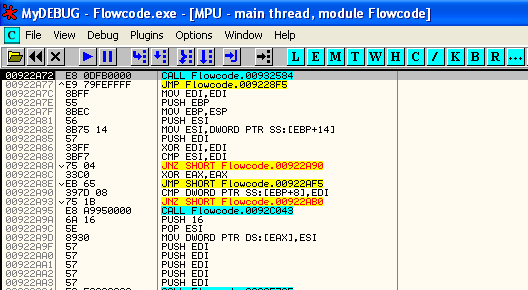 MyDEBUG - Flowcode.exe - [MPU - main thread, module Flowcode]
C File View Debug Plugins Options Window Help
L E M T W H C / K B R ...
00922A72 E8 0DFB0000 CALL Flowcode.00932584
00922A77 ^E9 79FEFFFF JMP Flowcode.009228F5
00922A7C 8BFF MOV EDI,EDI
00922A7E 55 PUSH EBP
00922A7F 8BEC MOV EBP,ESP
00922A81 56 PUSH ESI
00922A82 8B75 14 MOV ESI,DWORD PTR SS:[EBP+14]
00922A85 57 PUSH EDI
00922A86 33FF XOR EDI,EDI
00922A88 3BF7 CMP ESI,EDI
00922A8A 75 04 JNZ SHORT Flowcode.00922A90
00922A8C 33C0 XOR EAX,EAX
00922A8E EB 65 JMP SHORT Flowcode.00922AF5
00922A90 397D 08 CMP DWORD PTR SS:[EBP+8],EDI
00922A93 75 1B JNZ SHORT Flowcode.00922AB0
00922A95 E8 A9950000 CALL Flowcode.0092C043
00922A9A 6A 16 PUSH 16
00922A9C 5E POP ESI
00922A9D 8930 MOV DWORD PTR DS:[EAX],ESI
00922A9F 57 PUSH EDI
00922AA0 57 PUSH EDI
00922AA1 57 PUSH EDI
00922AA2 57 PUSH EDI
00922AA3 57 PUSH EDI